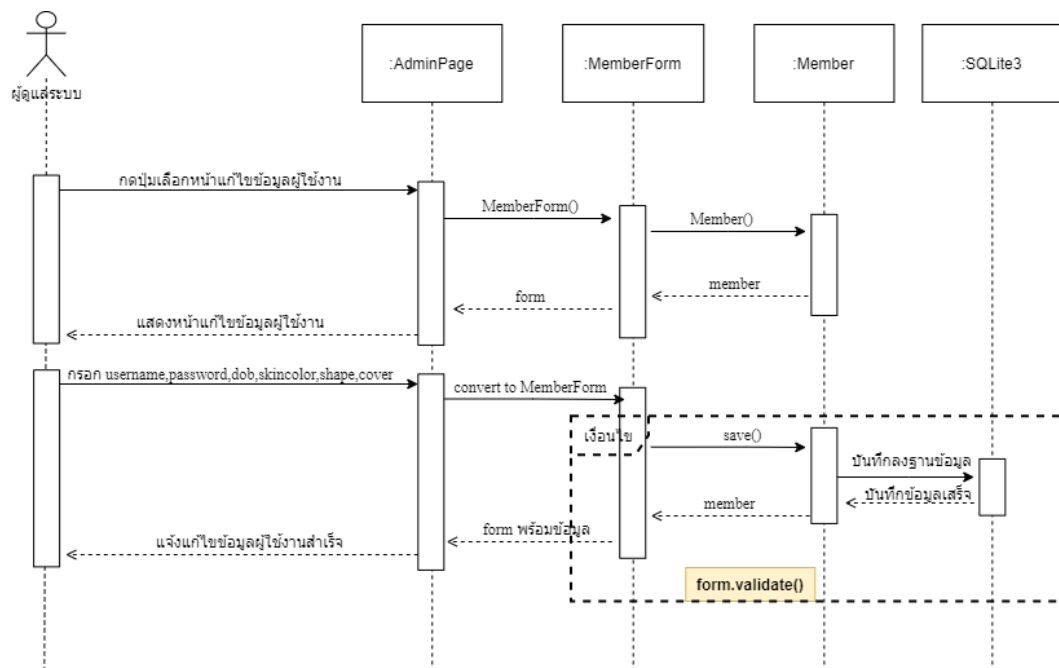 ผู้ดูแลระบบ
:AdminPage
:MemberForm
:Member
:SQLite3
กดปุ่มเลือกหน้าแก้ไขข้อมูลผู้ใช้งาน
MemberForm()
Member()
member
form
แสดงหน้าแก้ไขข้อมูลผู้ใช้งาน
กรอก username,password,dob,skincolor,shape,cover
convert to MemberForm
เงื่อนไข
save()
บันทึกลงฐานข้อมูล
บันทึกข้อมูลเสร็จ
member
form พร้อมข้อมูล
แจ้งแก้ไขข้อมูลผู้ใช้งานสำเร็จ
form.validate()